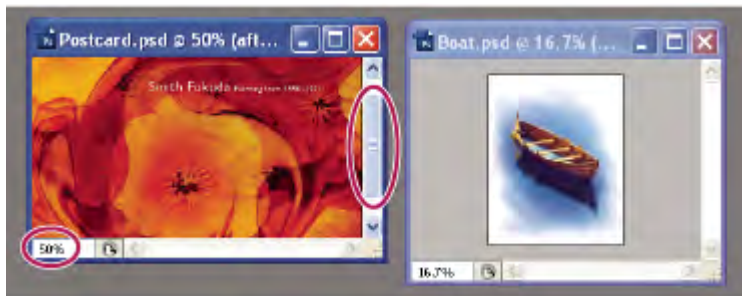 Postcard.psd @ 50% (aft...
Smith Fukuda
50%
Boat.psd @ 16.7% (...
16.7%